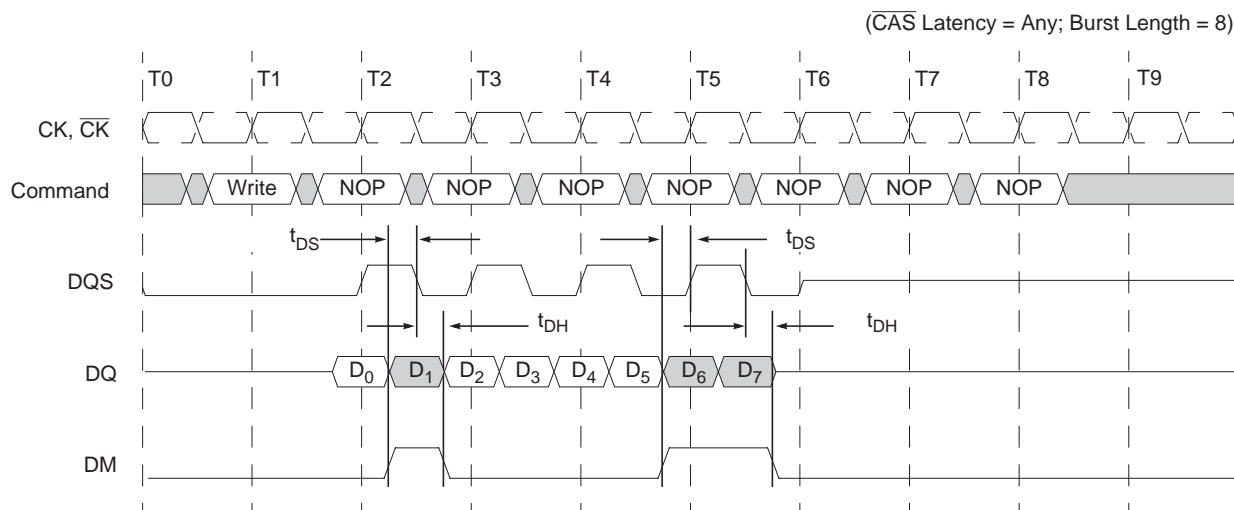 (CAS Latency = Any; Burst Length = 8)
T0 T1 T2 T3 T4 T5 T6 T7 T8 T9
CK, CK
Command Write NOP NOP NOP NOP NOP NOP NOP
tDS tDS
DQS
tDH tDH
DQ D0 D1 D2 D3 D4 D5 D6 D7
DM